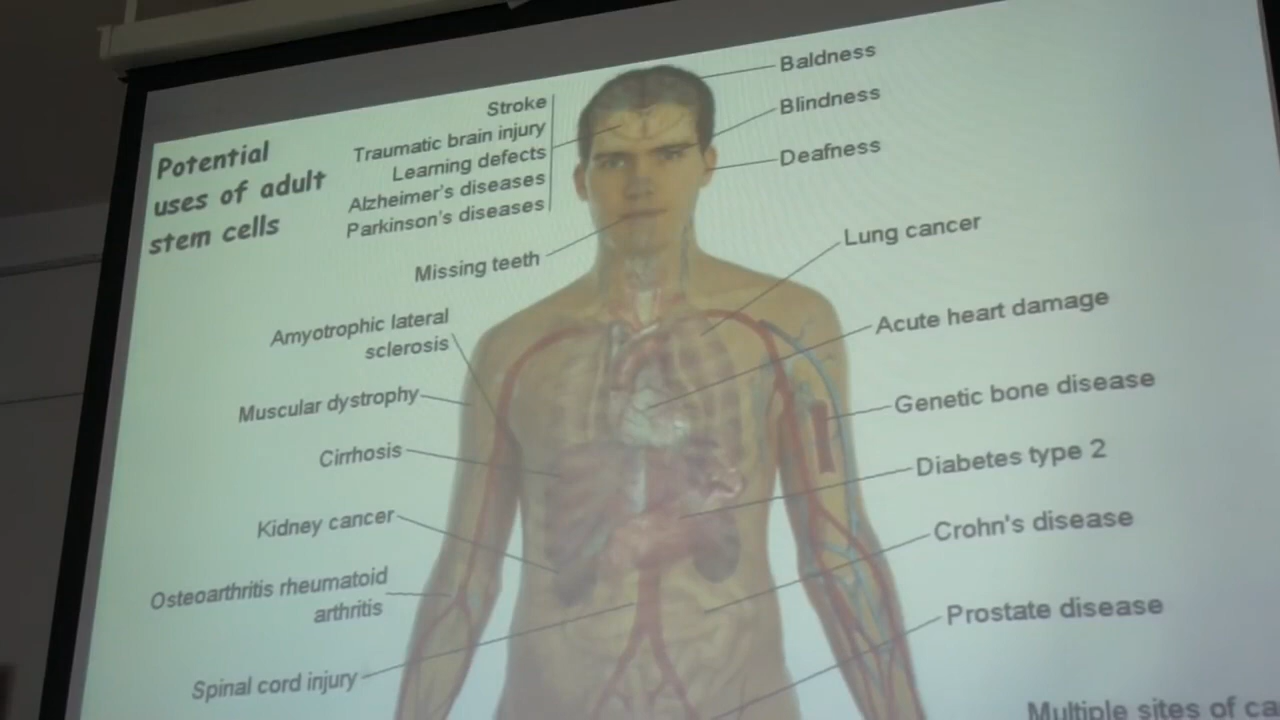 Potential
uses of adult
stem cells
Stroke
Traumatic brain injury
Learning defects
Alzheimer's diseases
Parkinson's diseases
Missing teeth
Amyotrophic lateral
sclerosis
Muscular dystrophy
Cirrhosis
Kidney cancer
Osteoarthritis rheumatoid
arthritis
Spinal cord injury
Baldness
Blindness
Deafness
Lung cancer
Acute heart damage
Genetic bone disease
Diabetes type 2
Crohn's disease
Prostate disease
Multiple sites of